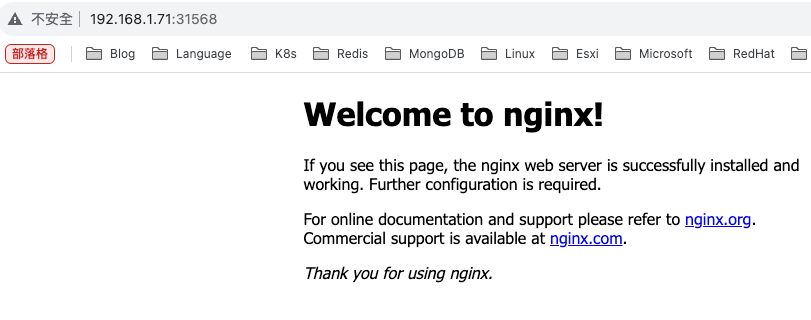 不安全 192.168.1.71:31568
部落格 Blog Language K8s Redis MongoDB Linux Esxi Microsoft RedHat
Welcome to nginx!
If you see this page, the nginx web server is successfully installed and
working. Further configuration is required.
For online documentation and support please refer to nginx.org.
Commercial support is available at nginx.com.
Thank you for using nginx.